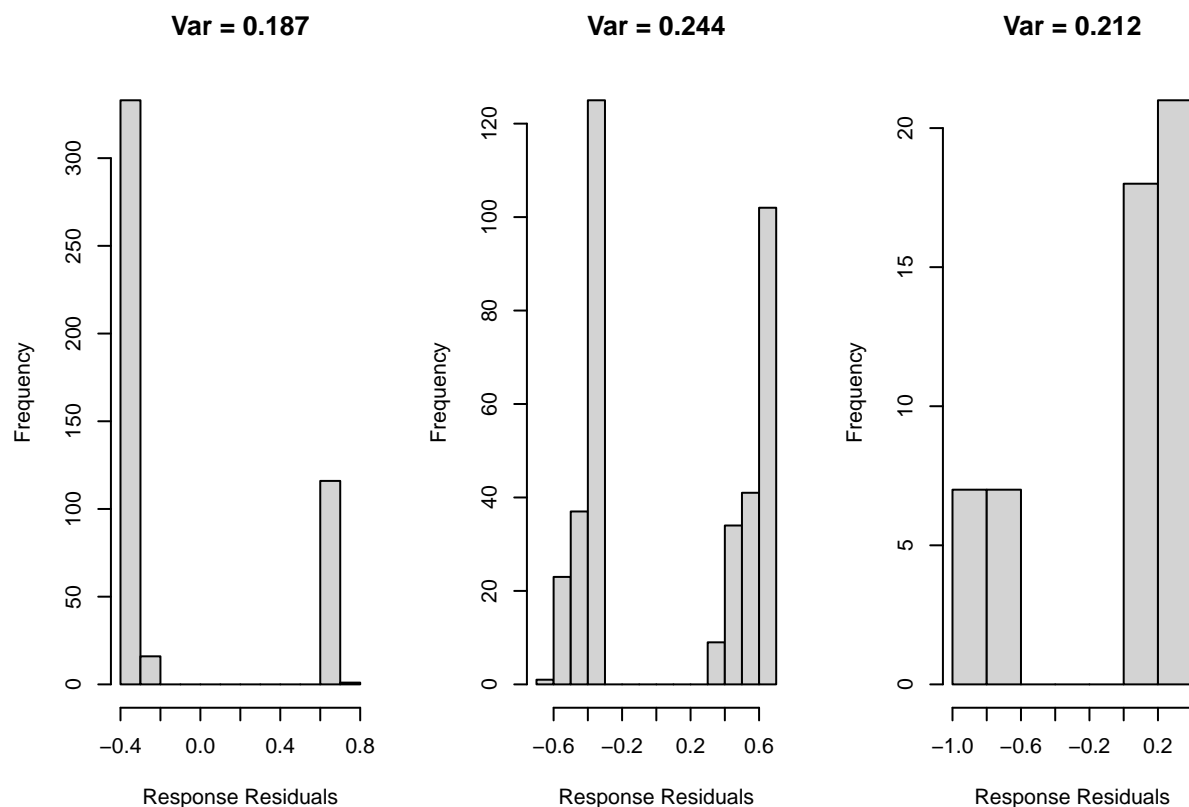 Var = 0.187
Frequency
300
250
200
150
100
50
0
−0.4 0.0 0.4 0.8
Response Residuals
Var = 0.244
Frequency
120
100
80
60
40
20
0
−0.6 −0.2 0.2 0.6
Response Residuals
Var = 0.212
Frequency
20
15
10
5
0
−1.0 −0.6 −0.2 0.2
Response Residuals